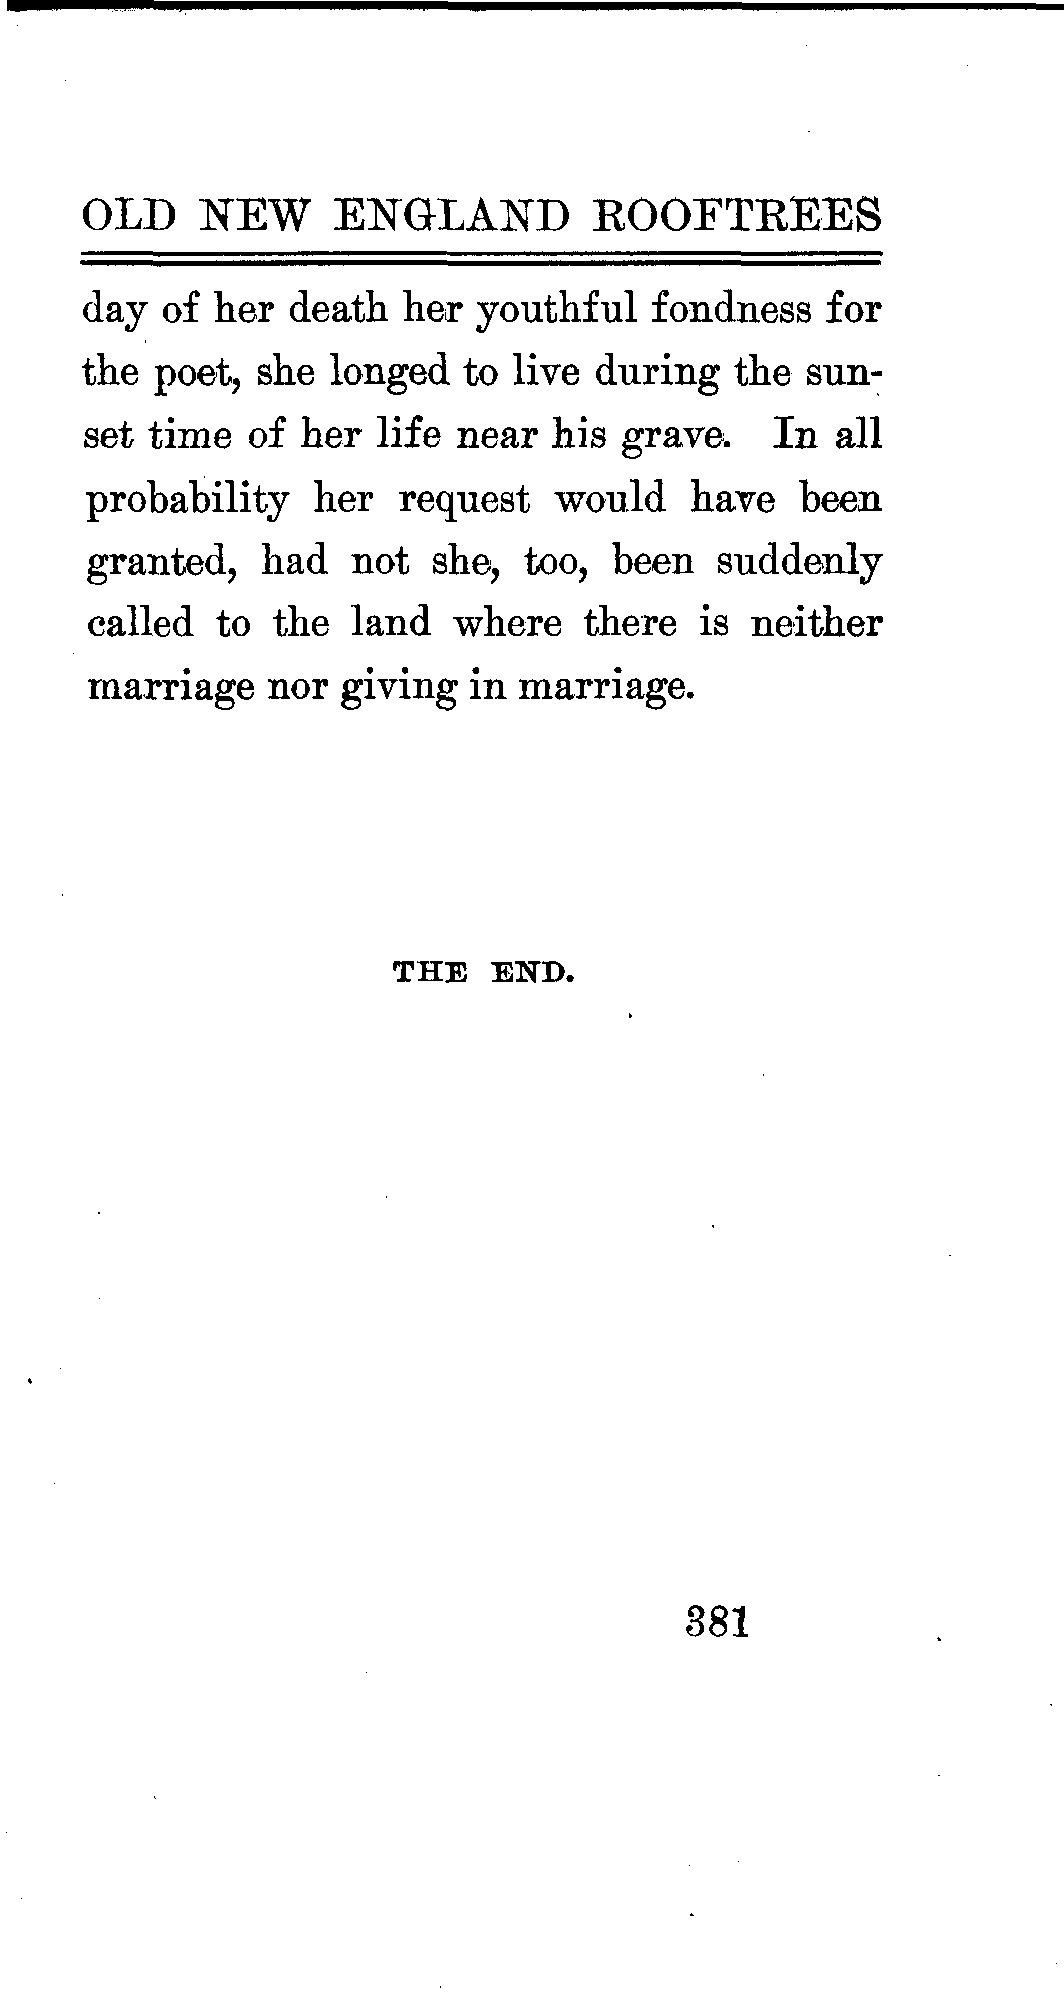 OLD NEW ENGLAND ROOFTREES
day of her death her youthful fondness for
the poet, she longed to live during the sun-
set time of her life near his grave. In all
probability her request would have been
granted, had not she, too, been suddenly
called to the land where there is neither
marriage nor giving in marriage.
THE END.
381